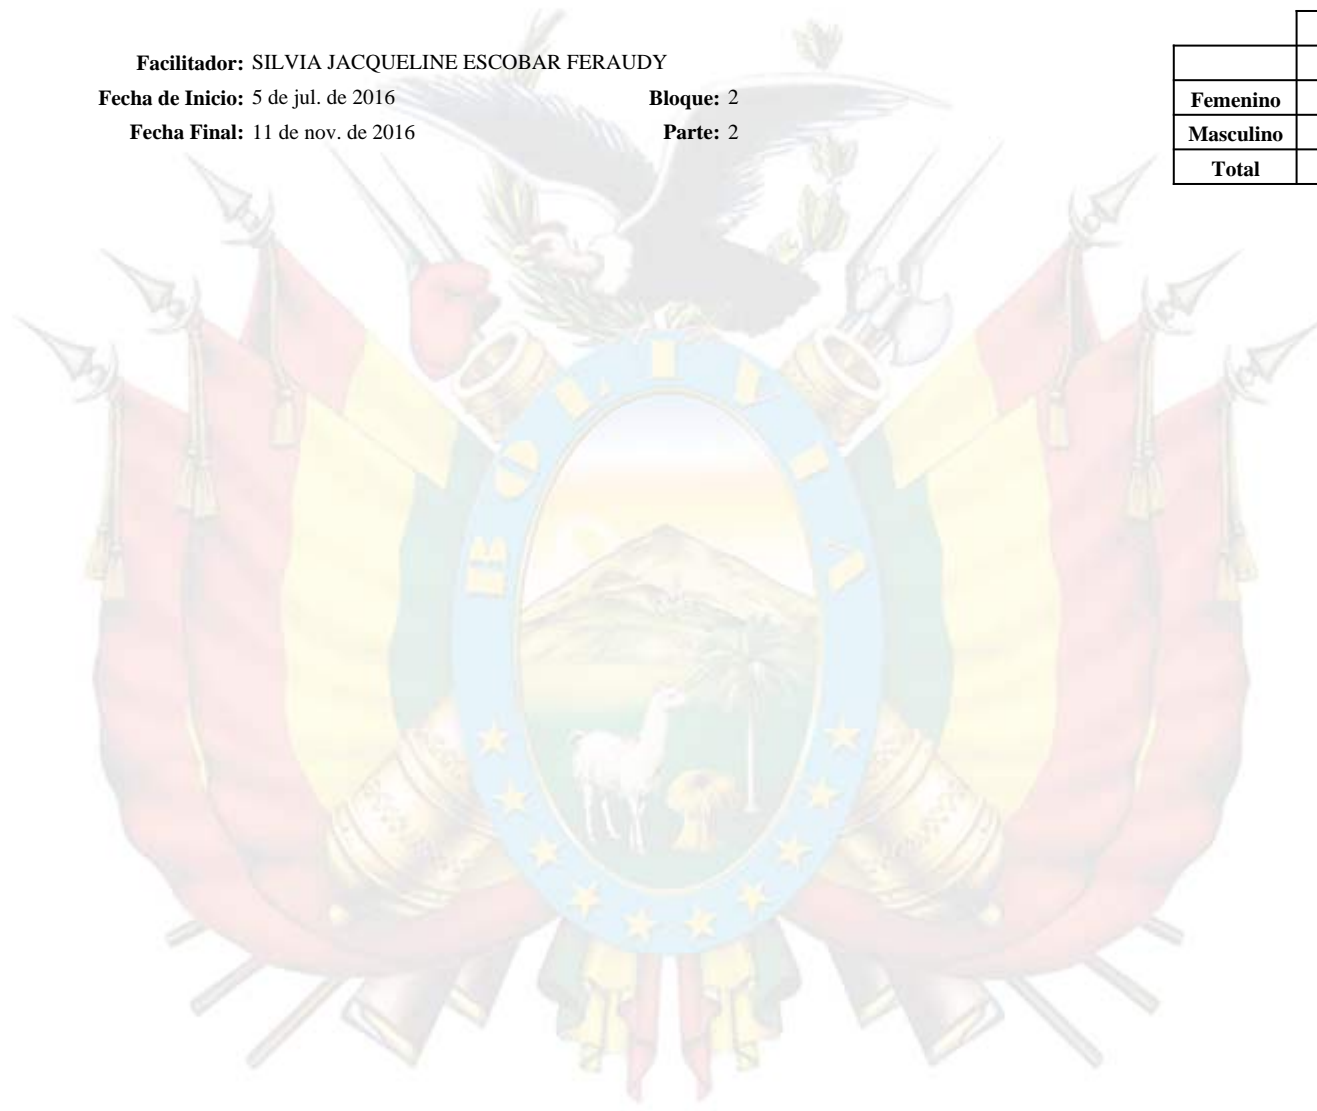 Facilitador: SILVIA JACQUELINE ESCOBAR FERAUDY
Fecha de Inicio: 5 de jul. de 2016 Bloque: 2
Fecha Final: 11 de nov. de 2016 Parte: 2
Femenino
Masculino
Total
BOLIVIA